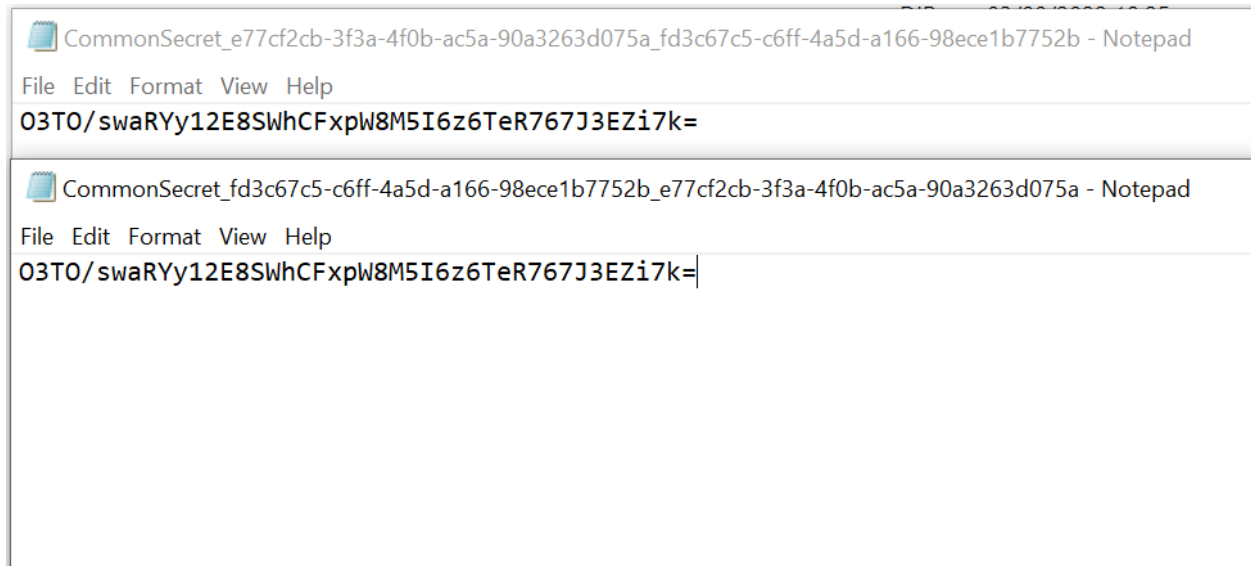 CommonSecret_e77cf2cb-3f3a-4f0b-ac5a-90a3263d075a_fd3c67c5-c6ff-4a5d-a166-98ece1b7752b - Notepad
File Edit Format View Help
O3TO/swaRYy12E8SWhCFxpW8M5I6z6TeR767J3EZi7k=
CommonSecret_fd3c67c5-c6ff-4a5d-a166-98ece1b7752b_e77cf2cb-3f3a-4f0b-ac5a-90a3263d075a - Notepad
File Edit Format View Help
O3TO/swaRYy12E8SWhCFxpW8M5I6z6TeR767J3EZi7k=